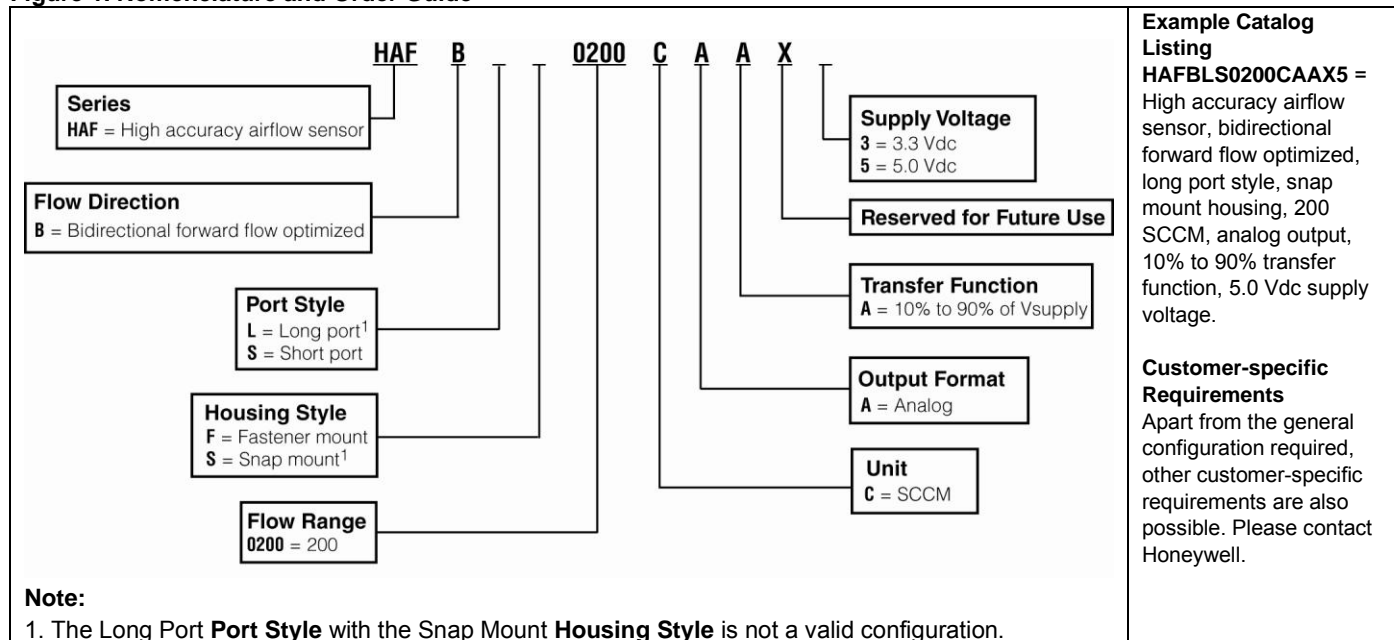 HAF B _ _ 0200 C A A X _
Series
HAF = High accuracy airflow sensor
Flow Direction
B = Bidirectional forward flow optimized
Port Style
L = Long port1
S = Short port
Housing Style
F = Fastener mount
S = Snap mount1
Flow Range
0200 = 200
Supply Voltage
3 = 3.3 Vdc
5 = 5.0 Vdc
Reserved for Future Use
Transfer Function
A = 10% to 90% of Vsupply
Output Format
A = Analog
Unit
C = SCCM
Note:
1. The Long Port Port Style with the Snap Mount Housing Style is not a valid configuration.
Example Catalog
Listing
HAFBLS0200CAAX5 =
High accuracy airflow
sensor, bidirectional
forward flow optimized,
long port style, snap
mount housing, 200
SCCM, analog output,
10% to 90% transfer
function, 5.0 Vdc supply
voltage.
Customer-specific
Requirements
Apart from the general
configuration required,
other customer-specific
requirements are also
possible. Please contact
Honeywell.